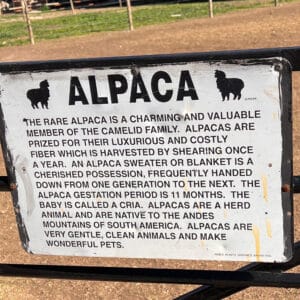 ALPACA
THE RARE ALPACA IS A CHARMING AND VALUABLE
MEMBER OF THE CAMELID FAMILY. ALPACAS ARE
PRIZED FOR THEIR LUXURIOUS AND COSTLY
FIBER WHICH IS HARVESTED BY SHEARING ONCE
A YEAR. AN ALPACA SWEATER OR BLANKET IS A
CHERISHED POSSESSION, FREQUENTLY HANDED
DOWN FROM ONE GENERATION TO THE NEXT. THE
ALPACA GESTATION PERIOD IS 11 MONTHS. THE
BABY IS CALLED A CRIA. ALPACAS ARE A HERD
ANIMAL AND ARE NATIVE TO THE ANDES
MOUNTAINS OF SOUTH AMERICA. ALPACAS ARE
VERY GENTLE, CLEAN ANIMALS AND MAKE
WONDERFUL PETS.